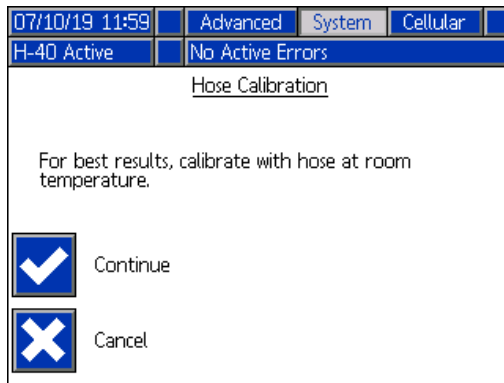 07/10/19 11:59 Advanced System Cellular
H-40 Active No Active Errors
Hose Calibration
For best results, calibrate with hose at room
temperature.
Continue
Cancel